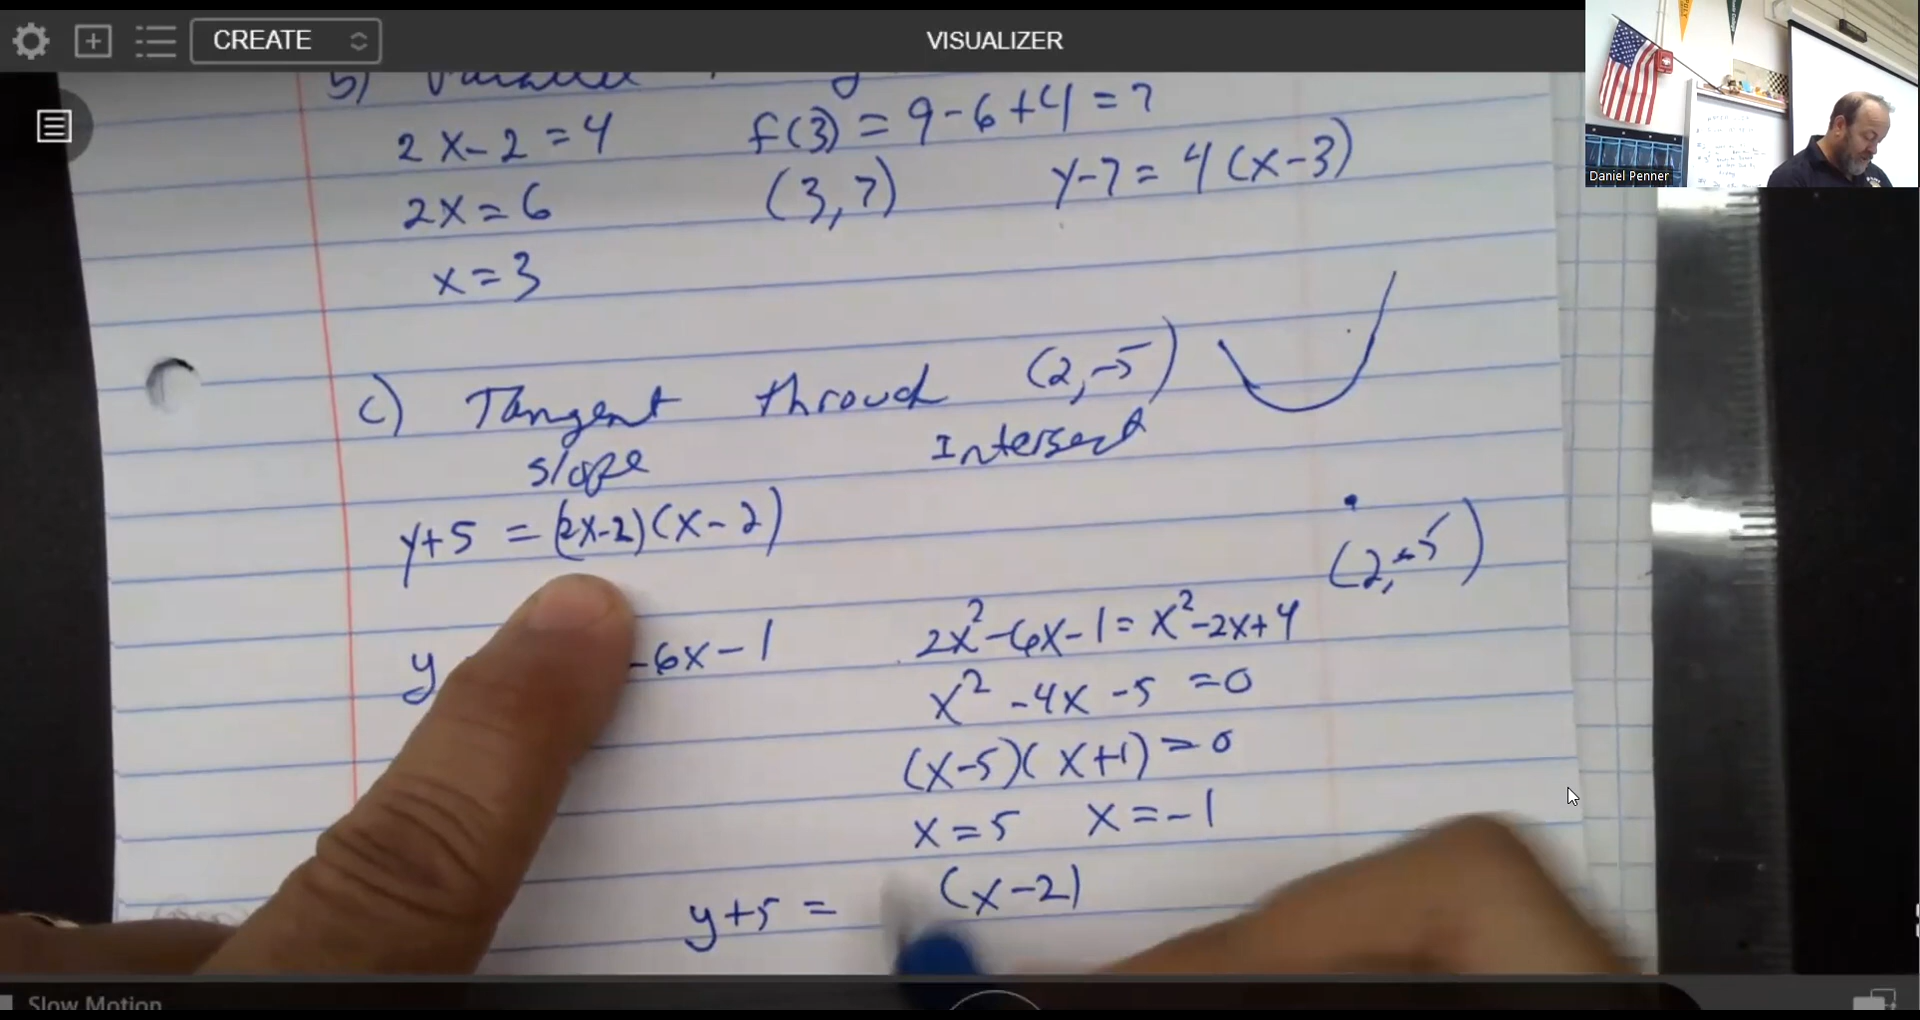 CREATE
VISUALIZER
Daniel Penner
b) Parallel
2x-2=4
f(3)=9-6+4=7
2x=6
(3,7)
y-7=4(x-3)
x=3
c) Tangent through (2,-5)
slope
Intersect
y+5=(2x-2)(x-2)
(2,-5)
y
-6x-1
2x²-6x-1=x²-2x+4
x²-4x-5=0
(x-5)(x+1)=0
x=5 x=-1
y+5= (x-2)
Slow Motion